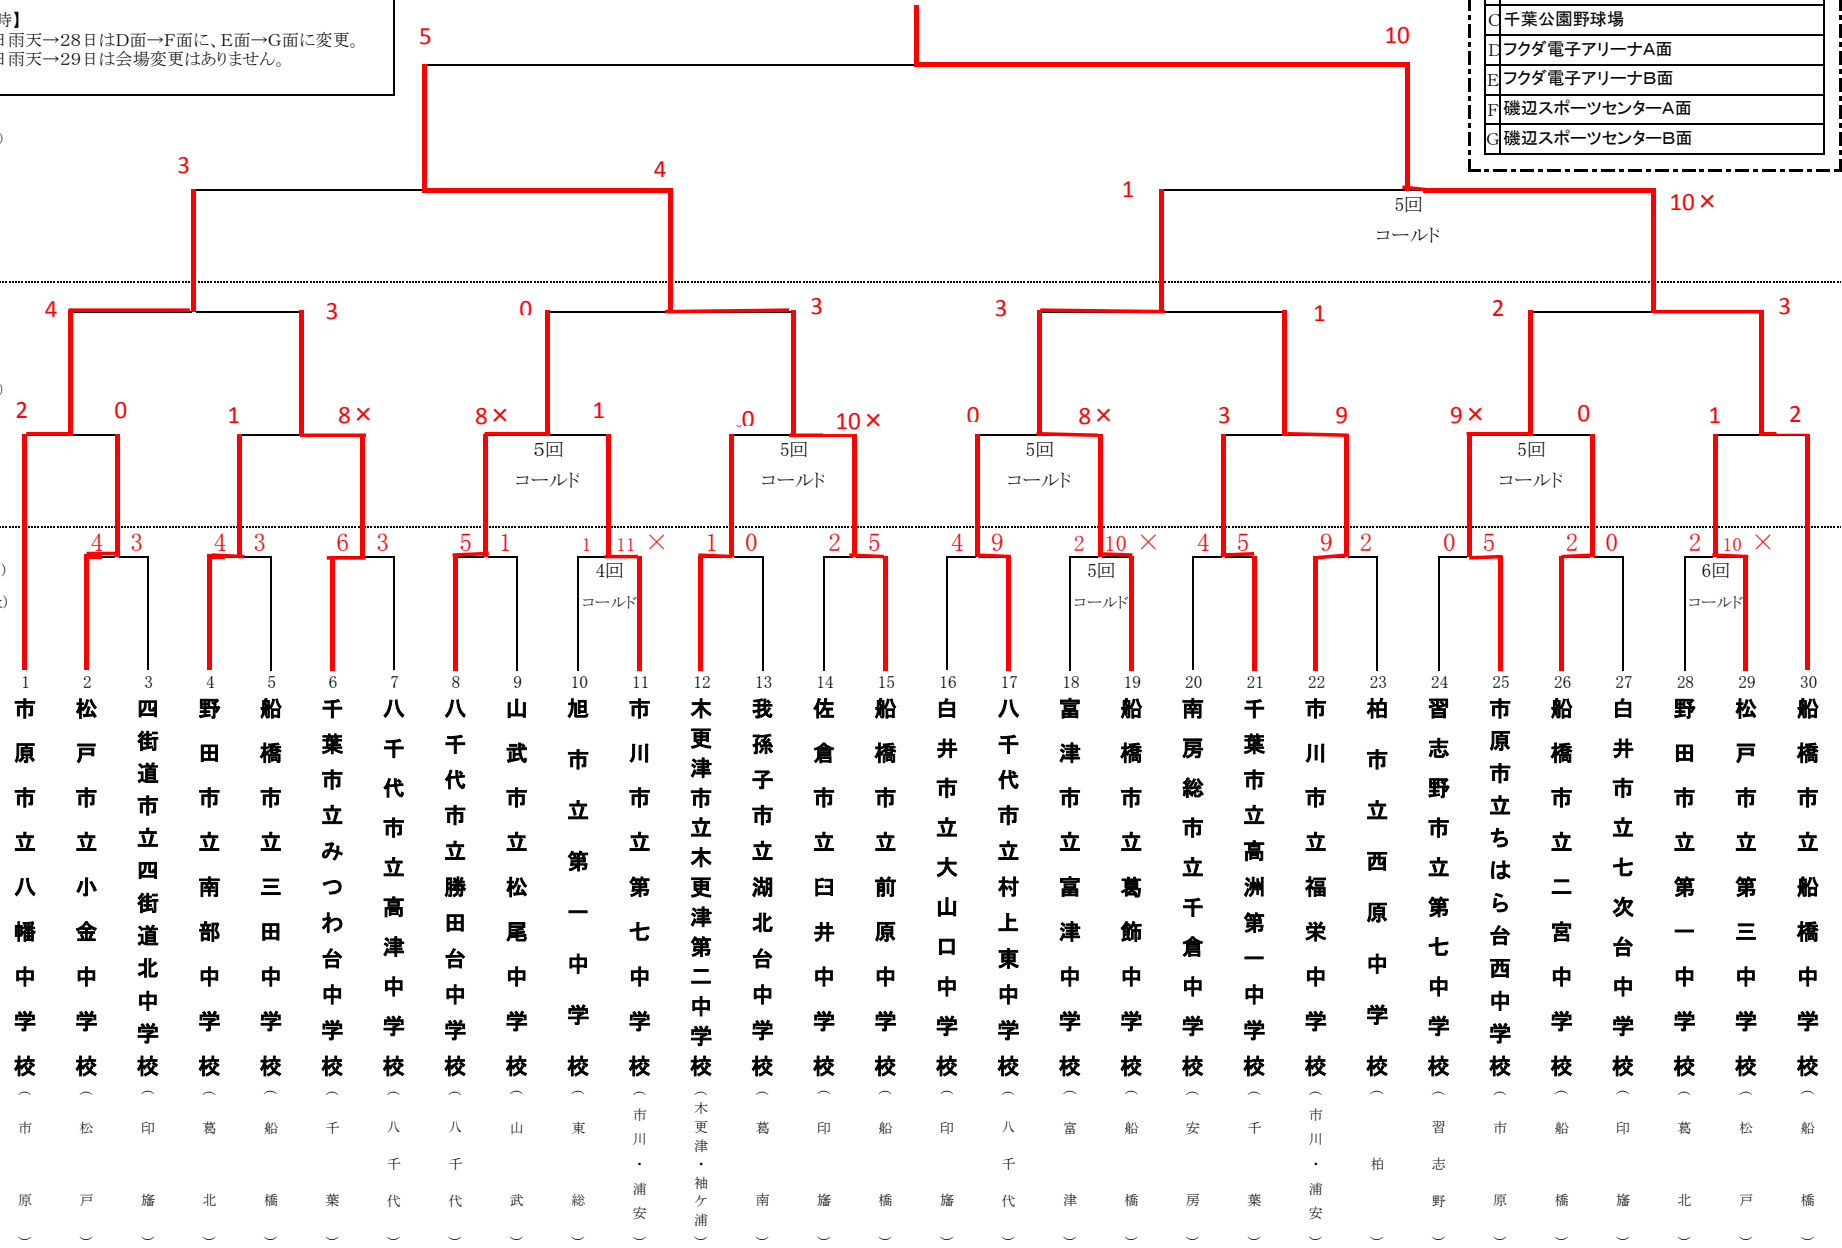 時】
日雨天→28日はD面→F面に、E面→G面に変更。
日雨天→29日は会場変更はありません。
C 千葉公園野球場
D フクダ電子アリーナA面
E フクダ電子アリーナB面
F 磯辺スポーツセンターA面
G 磯辺スポーツセンターB面
5 10
3 4 1 10×
5回
コールド
4 3 0 3 3 1 2 3
2 0 1 8× 8× 1 0 10× 0 8× 3 9 9× 0 1 2
5回 5回 5回 5回
コールド コールド コールド コールド
4 3 4 3 6 3 5 1 1 11 × 1 0 2 5 4 9 2 10 × 4 5 9 2 0 5 2 0 2 10 ×
4回 5回 6回
コールド コールド コールド
1 市原市立八幡中学校（市原）
2 松戸市立小金中学校（松戸）
3 四街道市立四街道北中学校（印旛）
4 野田市立南部中学校（葛北）
5 船橋市立三田中学校（船橋）
6 千葉市立みつわ台中学校（千葉）
7 八千代市立高津中学校（八千代）
8 八千代市立勝田台中学校（八千代）
9 山武市立松尾中学校（山武）
10 旭市立第一中学校（東総）
11 市川市立第七中学校（市川・浦安）
12 木更津市立木更津第二中学校（木更津・袖ケ浦）
13 我孫子市立湖北台中学校（葛南）
14 佐倉市立臼井中学校（印旛）
15 船橋市立前原中学校（船橋）
16 白井市立大山口中学校（印旛）
17 八千代市立村上東中学校（八千代）
18 富津市立富津中学校（富津）
19 船橋市立葛飾中学校（船橋）
20 南房総市立千倉中学校（安房）
21 千葉市立高洲第一中学校（千葉）
22 市川市立福栄中学校（市川・浦安）
23 柏市立西原中学校（柏）
24 習志野市立第七中学校（習志野）
25 市原市立ちはら台西中学校（市原）
26 船橋市立二宮中学校（船橋）
27 白井市立七次台中学校（印旛）
28 野田市立第一中学校（葛北）
29 松戸市立第三中学校（松戸）
30 船橋市立船橋中学校（船橋）